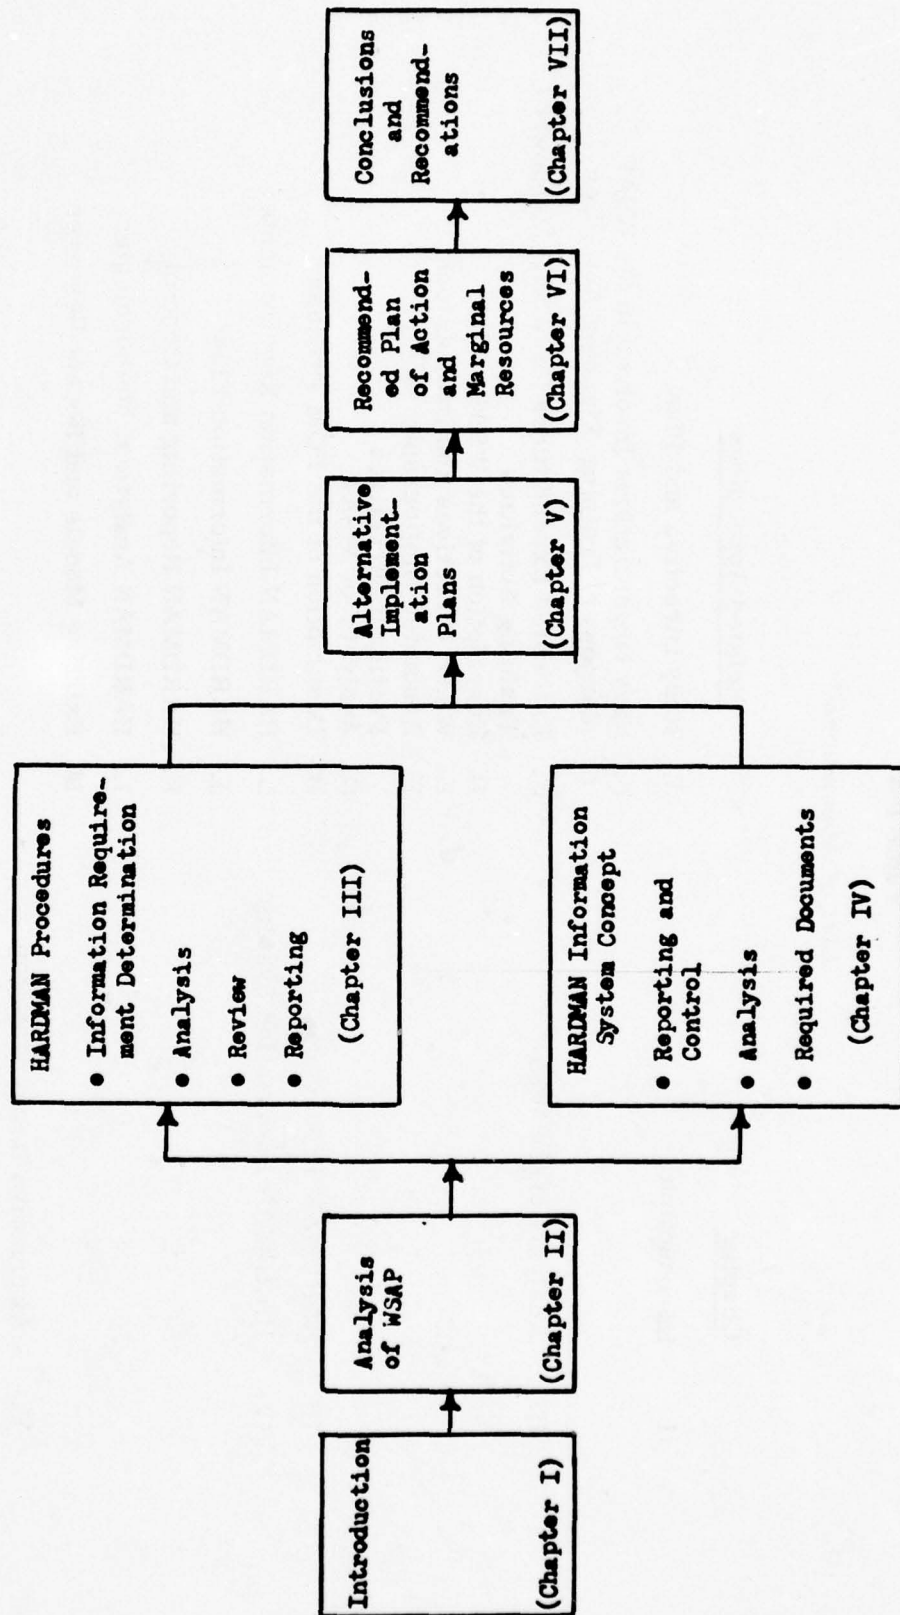 Introduction
(Chapter I)
Analysis
of WSAP
(Chapter II)
HARDMAN Procedures
● Information Require-
ment Determination
● Analysis
● Review
● Reporting
(Chapter III)
HARDMAN Information
System Concept
● Reporting and
Control
● Analysis
● Required Documents
(Chapter IV)
Alternative
Implement-
ation
Plans
(Chapter V)
Recommend-
ed Plan
of Action
and
Marginal
Resources
(Chapter VI)
Conclusions
and
Recommend-
ations
(Chapter VII)